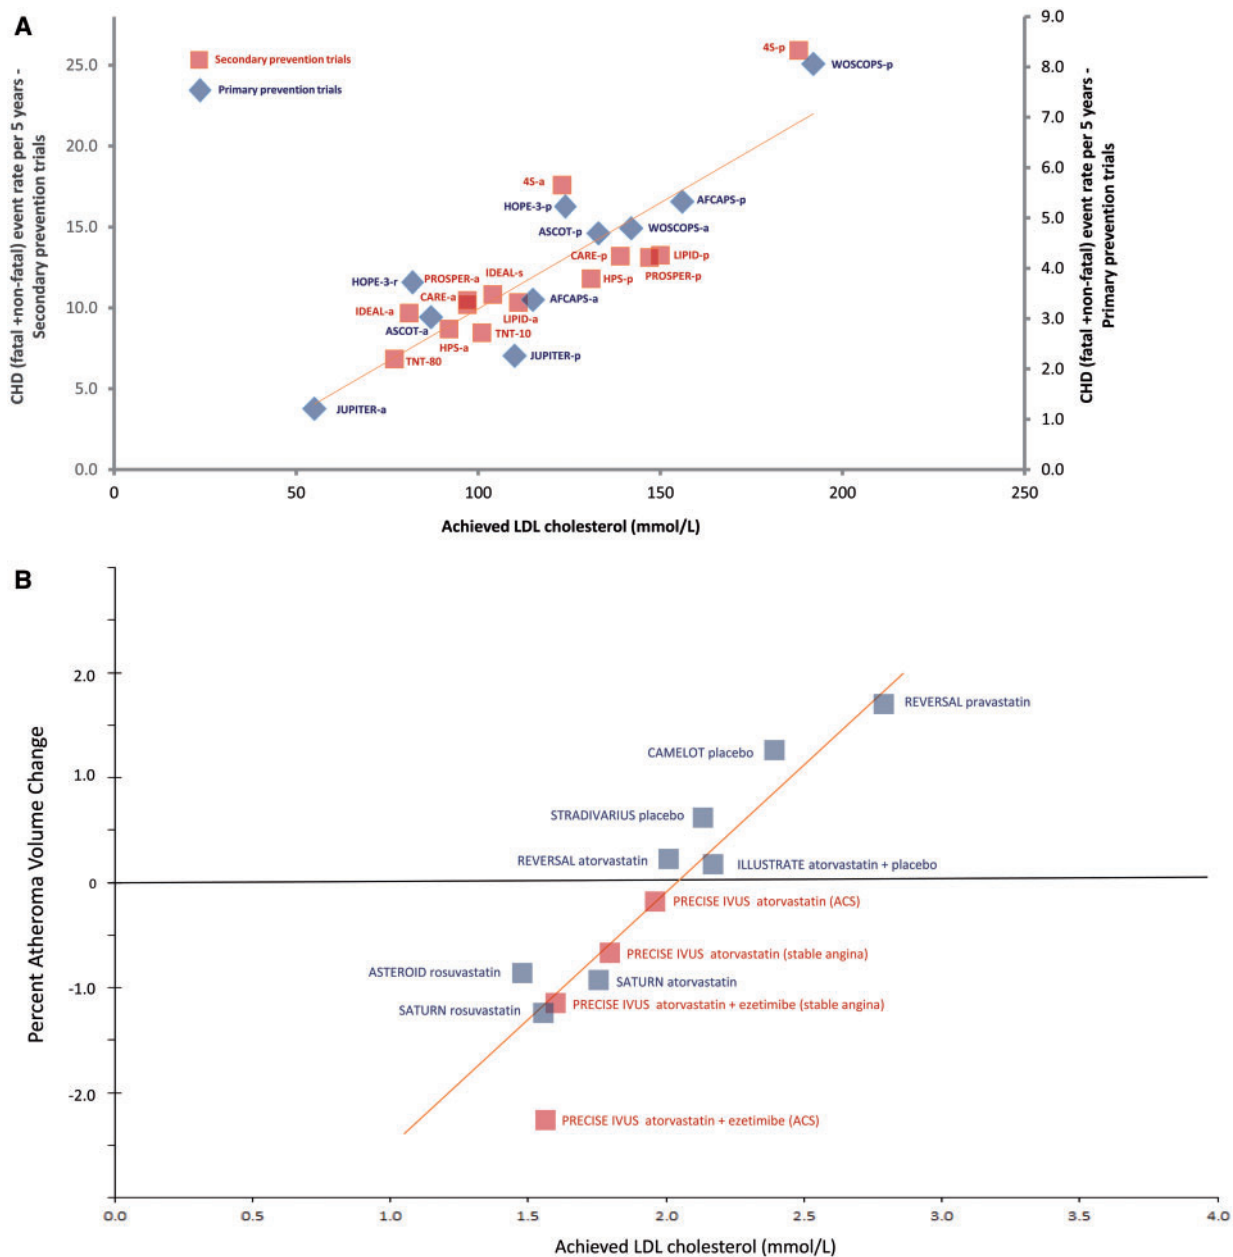 A
CHD (fatal +non-fatal) event rate per 5 years -
Secondary prevention trials
25.0
20.0
15.0
10.0
5.0
0.0
Secondary prevention trials
Primary prevention trials
4S-p
WOSCOPS-p
4S-a
HOPE-3-p
AFCAPS-p
ASCOT-p
WOSCOPS-a
CARE-p
LIPID-p
HPS-p
PROSPER-p
HOPE-3-r
PROSPER-a
IDEAL-s
CARE-a
AFCAPS-a
IDEAL-a
LIPID-a
ASCOT-a
TNT-10
HPS-a
JUPITER-p
TNT-80
JUPITER-a
9.0
8.0
7.0
6.0
5.0
4.0
3.0
2.0
1.0
0.0
CHD (fatal +non-fatal) event rate per 5 years -
Primary prevention trials
0
50
100
150
200
250
Achieved LDL cholesterol (mmol/L)
B
Percent Atheroma Volume Change
2.0
1.0
0
-1.0
-2.0
REVERSAL pravastatin
CAMELOT placebo
STRADIVARIUS placebo
REVERSAL atorvastatin
ILLUSTRATE atorvastatin + placebo
PRECISE IVUS atorvastatin (ACS)
PRECISE IVUS atorvastatin (stable angina)
ASTEROID rosuvastatin
SATURN atorvastatin
PRECISE IVUS atorvastatin + ezetimibe (stable angina)
SATURN rosuvastatin
PRECISE IVUS atorvastatin + ezetimibe (ACS)
0.0
0.5
1.0
1.5
2.0
2.5
3.0
3.5
4.0
Achieved LDL cholesterol (mmol/L)